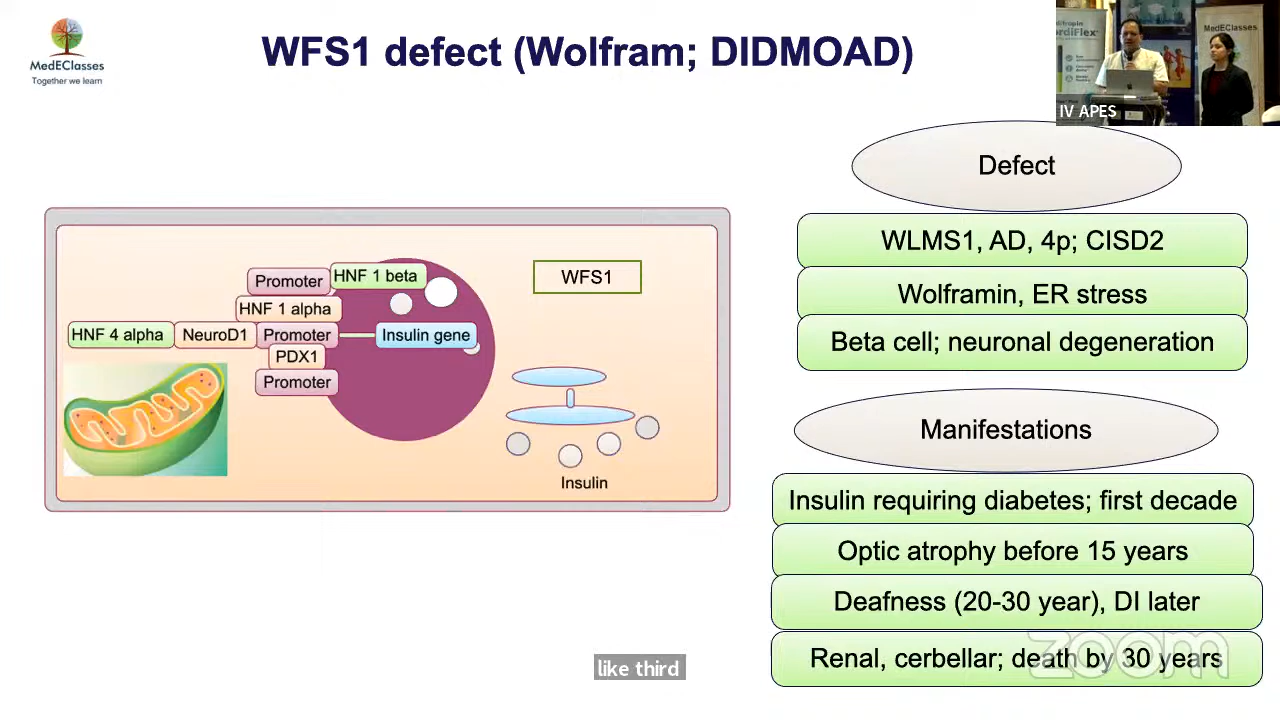 MedEClasses
Together we learn
WFS1 defect (Wolfram; DIDMOAD)
MedEClasses
IV APES
Defect
WLMS1, AD, 4p; CISD2
Wolframin, ER stress
Beta cell; neuronal degeneration
Manifestations
Insulin requiring diabetes; first decade
Optic atrophy before 15 years
Deafness (20-30 year), DI later
Renal, cerbellar; death by 30 years
Promoter
HNF 1 beta
HNF 1 alpha
HNF 4 alpha
NeuroD1
Promoter
Insulin gene
PDX1
Promoter
WFS1
Insulin
like third
zoom